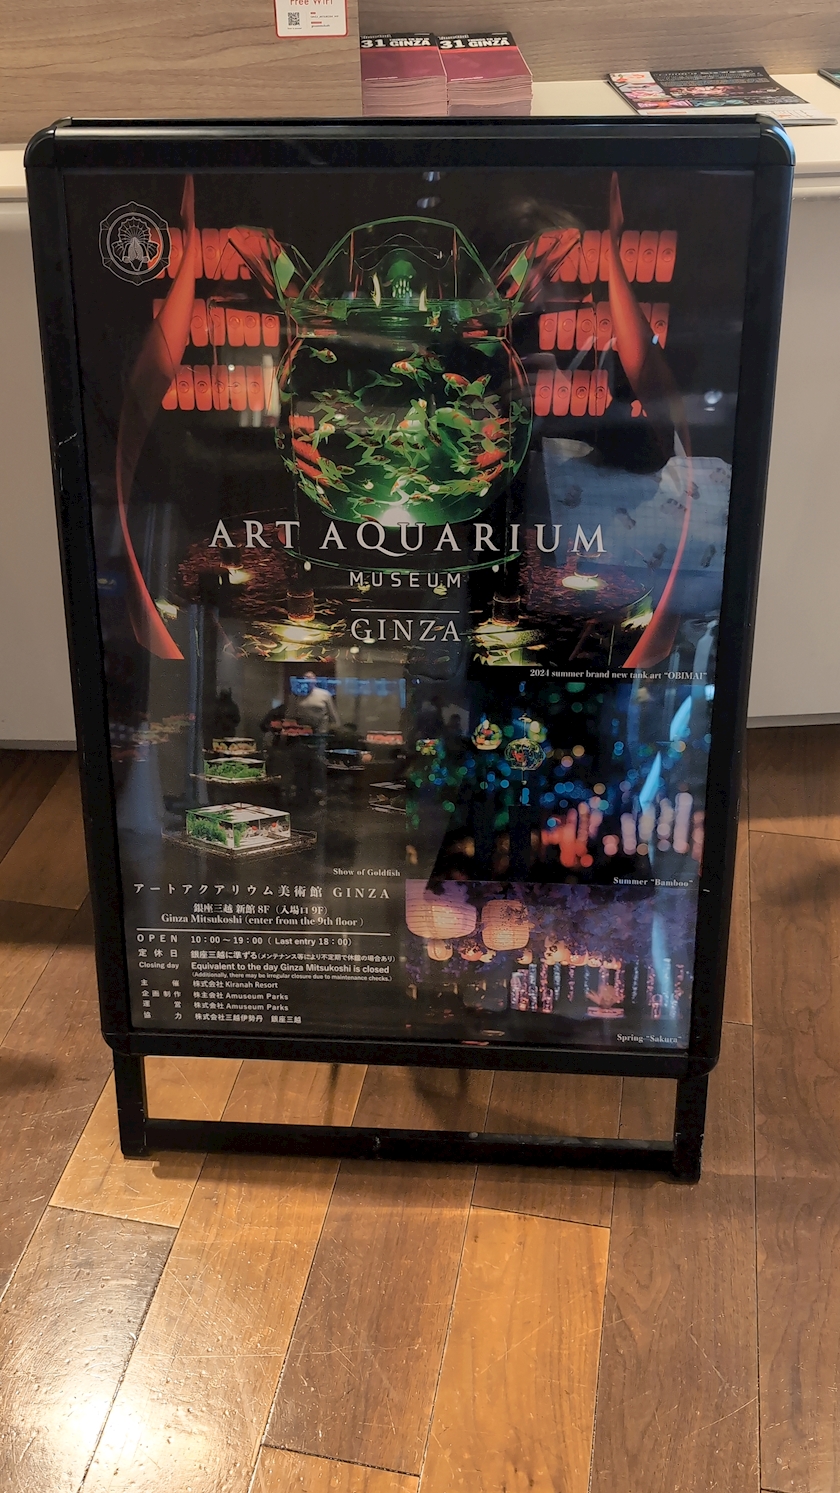 Free WiFi
31 GINZA
31 GINZA
ART AQUARIUM
MUSEUM
GINZA
2024 summer brand new tank art "OBIMAI"
Show of Goldfish
Summer "Bamboo"
アートアクアリウム美術館 GINZA
銀座三越 新館 8F（入場口 9F）
Ginza Mitsukoshi (enter from the 9th floor )
OPEN 10：00〜19：00（Last entry 18：00）
定休日 銀座三越に準ずる(メンテナンス等により不定期で休館の場合あり)
Closing day Equivalent to the day Ginza Mitsukoshi is closed
(Additionally, there may be irregular closure due to maintenance checks.)
主催 株式会社 Kiranah Resort
企画制作 株主会社 Amuseum Parks
運営 株式会社 Amuseum Parks
協力 株式会社三越伊勢丹 銀座三越
Spring "Sakura"